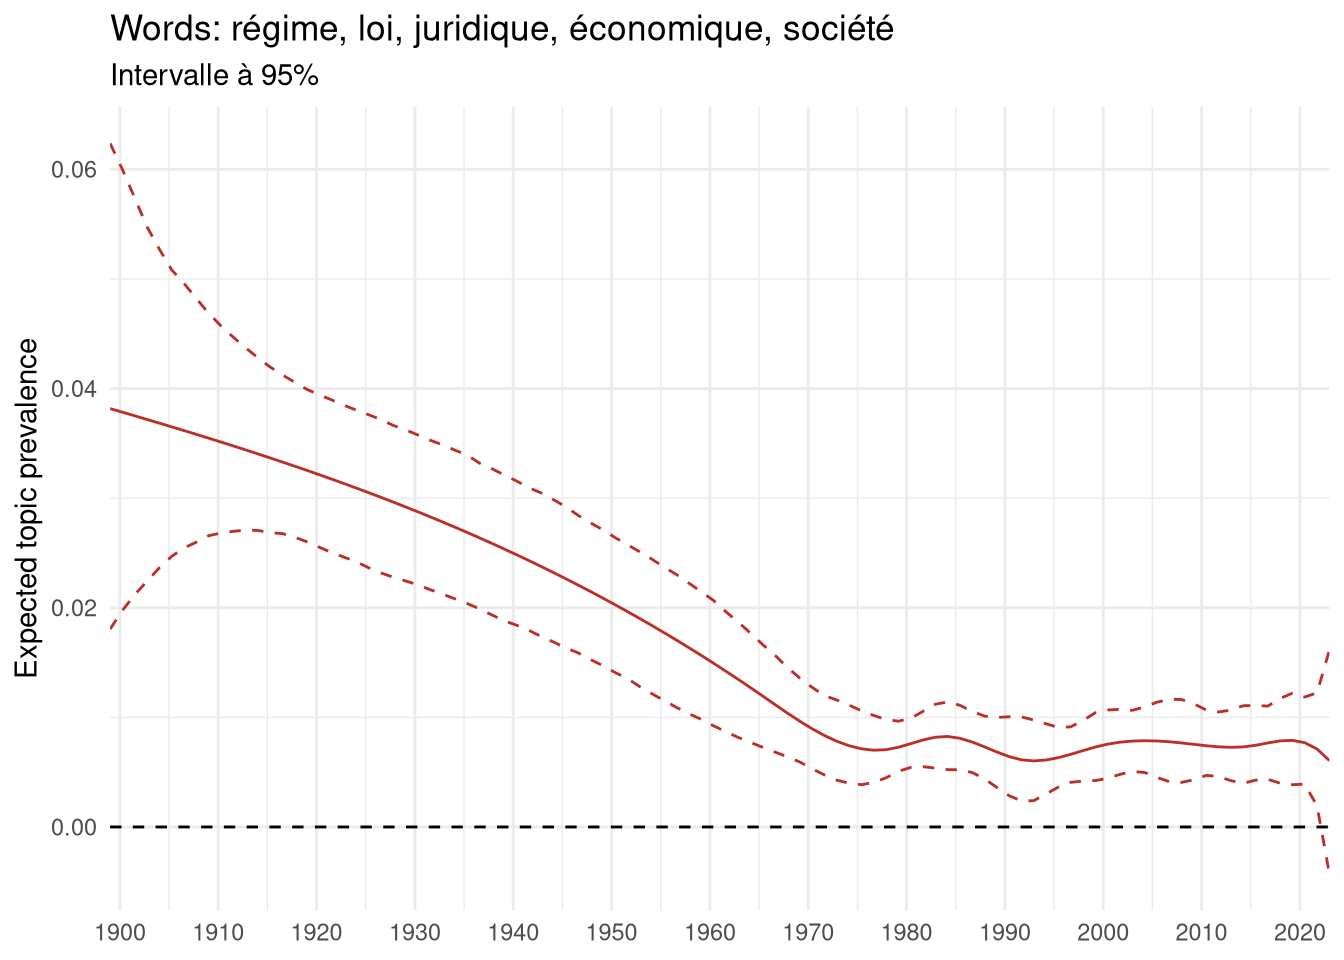 Words: régime, loi, juridique, économique, société
Intervalle à 95%
Expected topic prevalence
0.06
0.04
0.02
0.00
1900 1910 1920 1930 1940 1950 1960 1970 1980 1990 2000 2010 2020